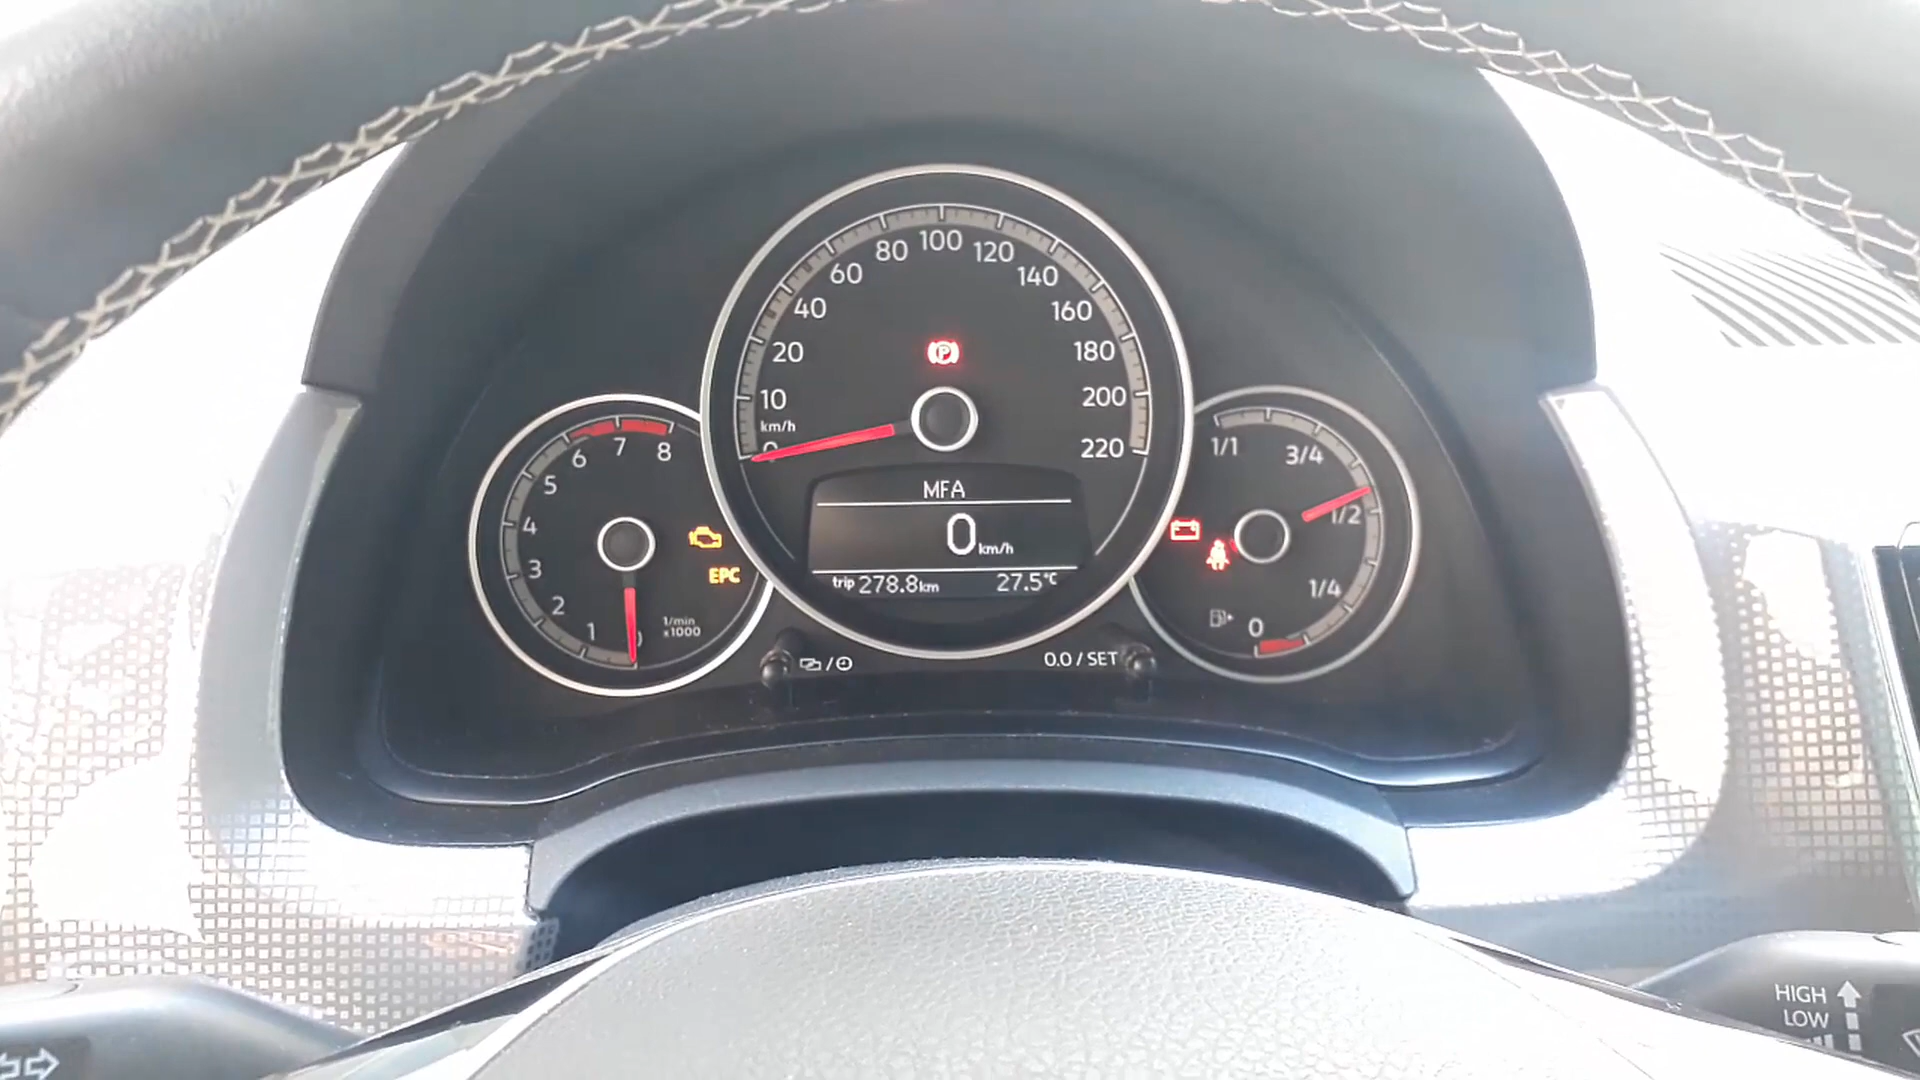 100
80 120
60 140
40 160
20 180
10 200
km/h
220
MFA
0 km/h
trip 278.8 km 27.5°C
8
7
6
5
4
3
2
1
1/min
x1000
EPC
P
1/1
3/4
1/2
1/4
0
0.0 / SET
HIGH
LOW